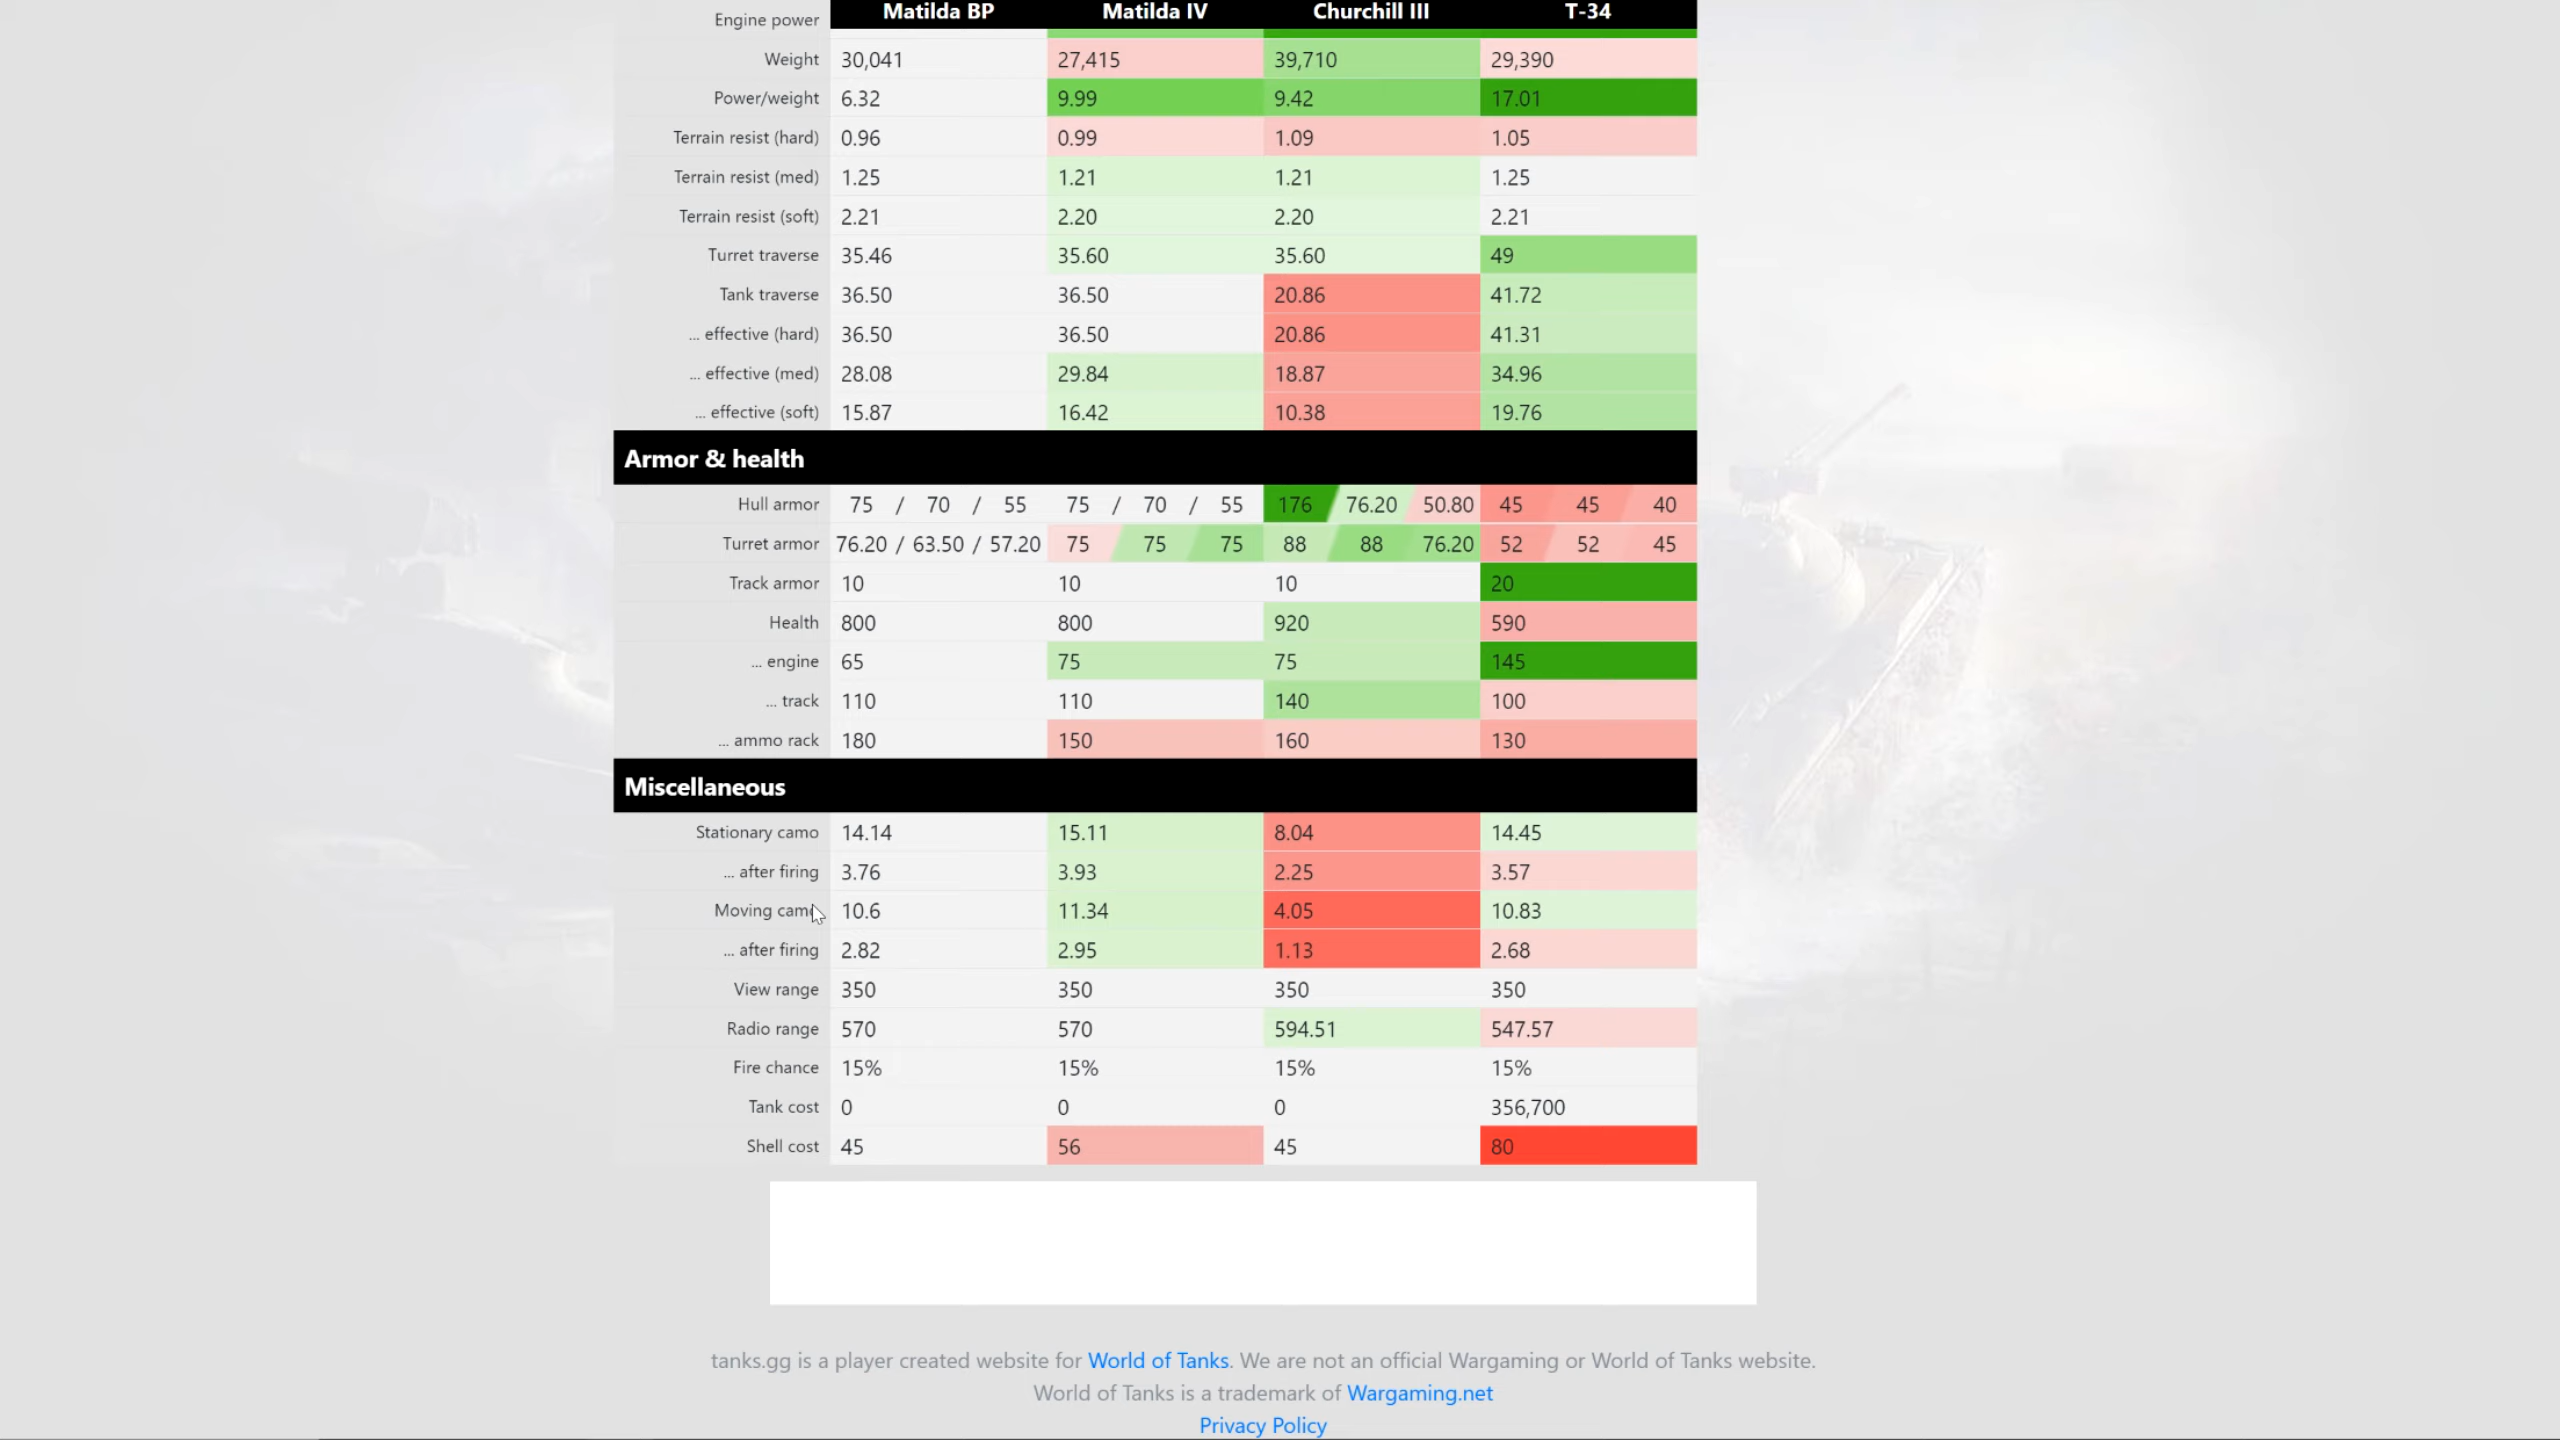 Matilda BP Matilda IV Churchill III T-34
Engine power
Weight 30,041 27,415 39,710 29,390
Power/weight 6.32 9.99 9.42 17.01
Terrain resist (hard) 0.96 0.99 1.09 1.05
Terrain resist (med) 1.25 1.21 1.21 1.25
Terrain resist (soft) 2.21 2.20 2.20 2.21
Turret traverse 35.46 35.60 35.60 49
Tank traverse 36.50 36.50 20.86 41.72
... effective (hard) 36.50 36.50 20.86 41.31
... effective (med) 28.08 29.84 18.87 34.96
... effective (soft) 15.87 16.42 10.38 19.76
Armor & health
Hull armor 75 / 70 / 55 75 / 70 / 55 176 76.20 50.80 45 45 40
Turret armor 76.20 / 63.50 / 57.20 75 75 75 88 88 76.20 52 52 45
Track armor 10 10 10 20
Health 800 800 920 590
... engine 65 75 75 145
... track 110 110 140 100
... ammo rack 180 150 160 130
Miscellaneous
Stationary camo 14.14 15.11 8.04 14.45
... after firing 3.76 3.93 2.25 3.57
Moving camo 10.6 11.34 4.05 10.83
... after firing 2.82 2.95 1.13 2.68
View range 350 350 350 350
Radio range 570 570 594.51 547.57
Fire chance 15% 15% 15% 15%
Tank cost 0 0 0 356,700
Shell cost 45 56 45 80
tanks.gg is a player created website for World of Tanks. We are not an official Wargaming or World of Tanks website.
World of Tanks is a trademark of Wargaming.net
Privacy Policy